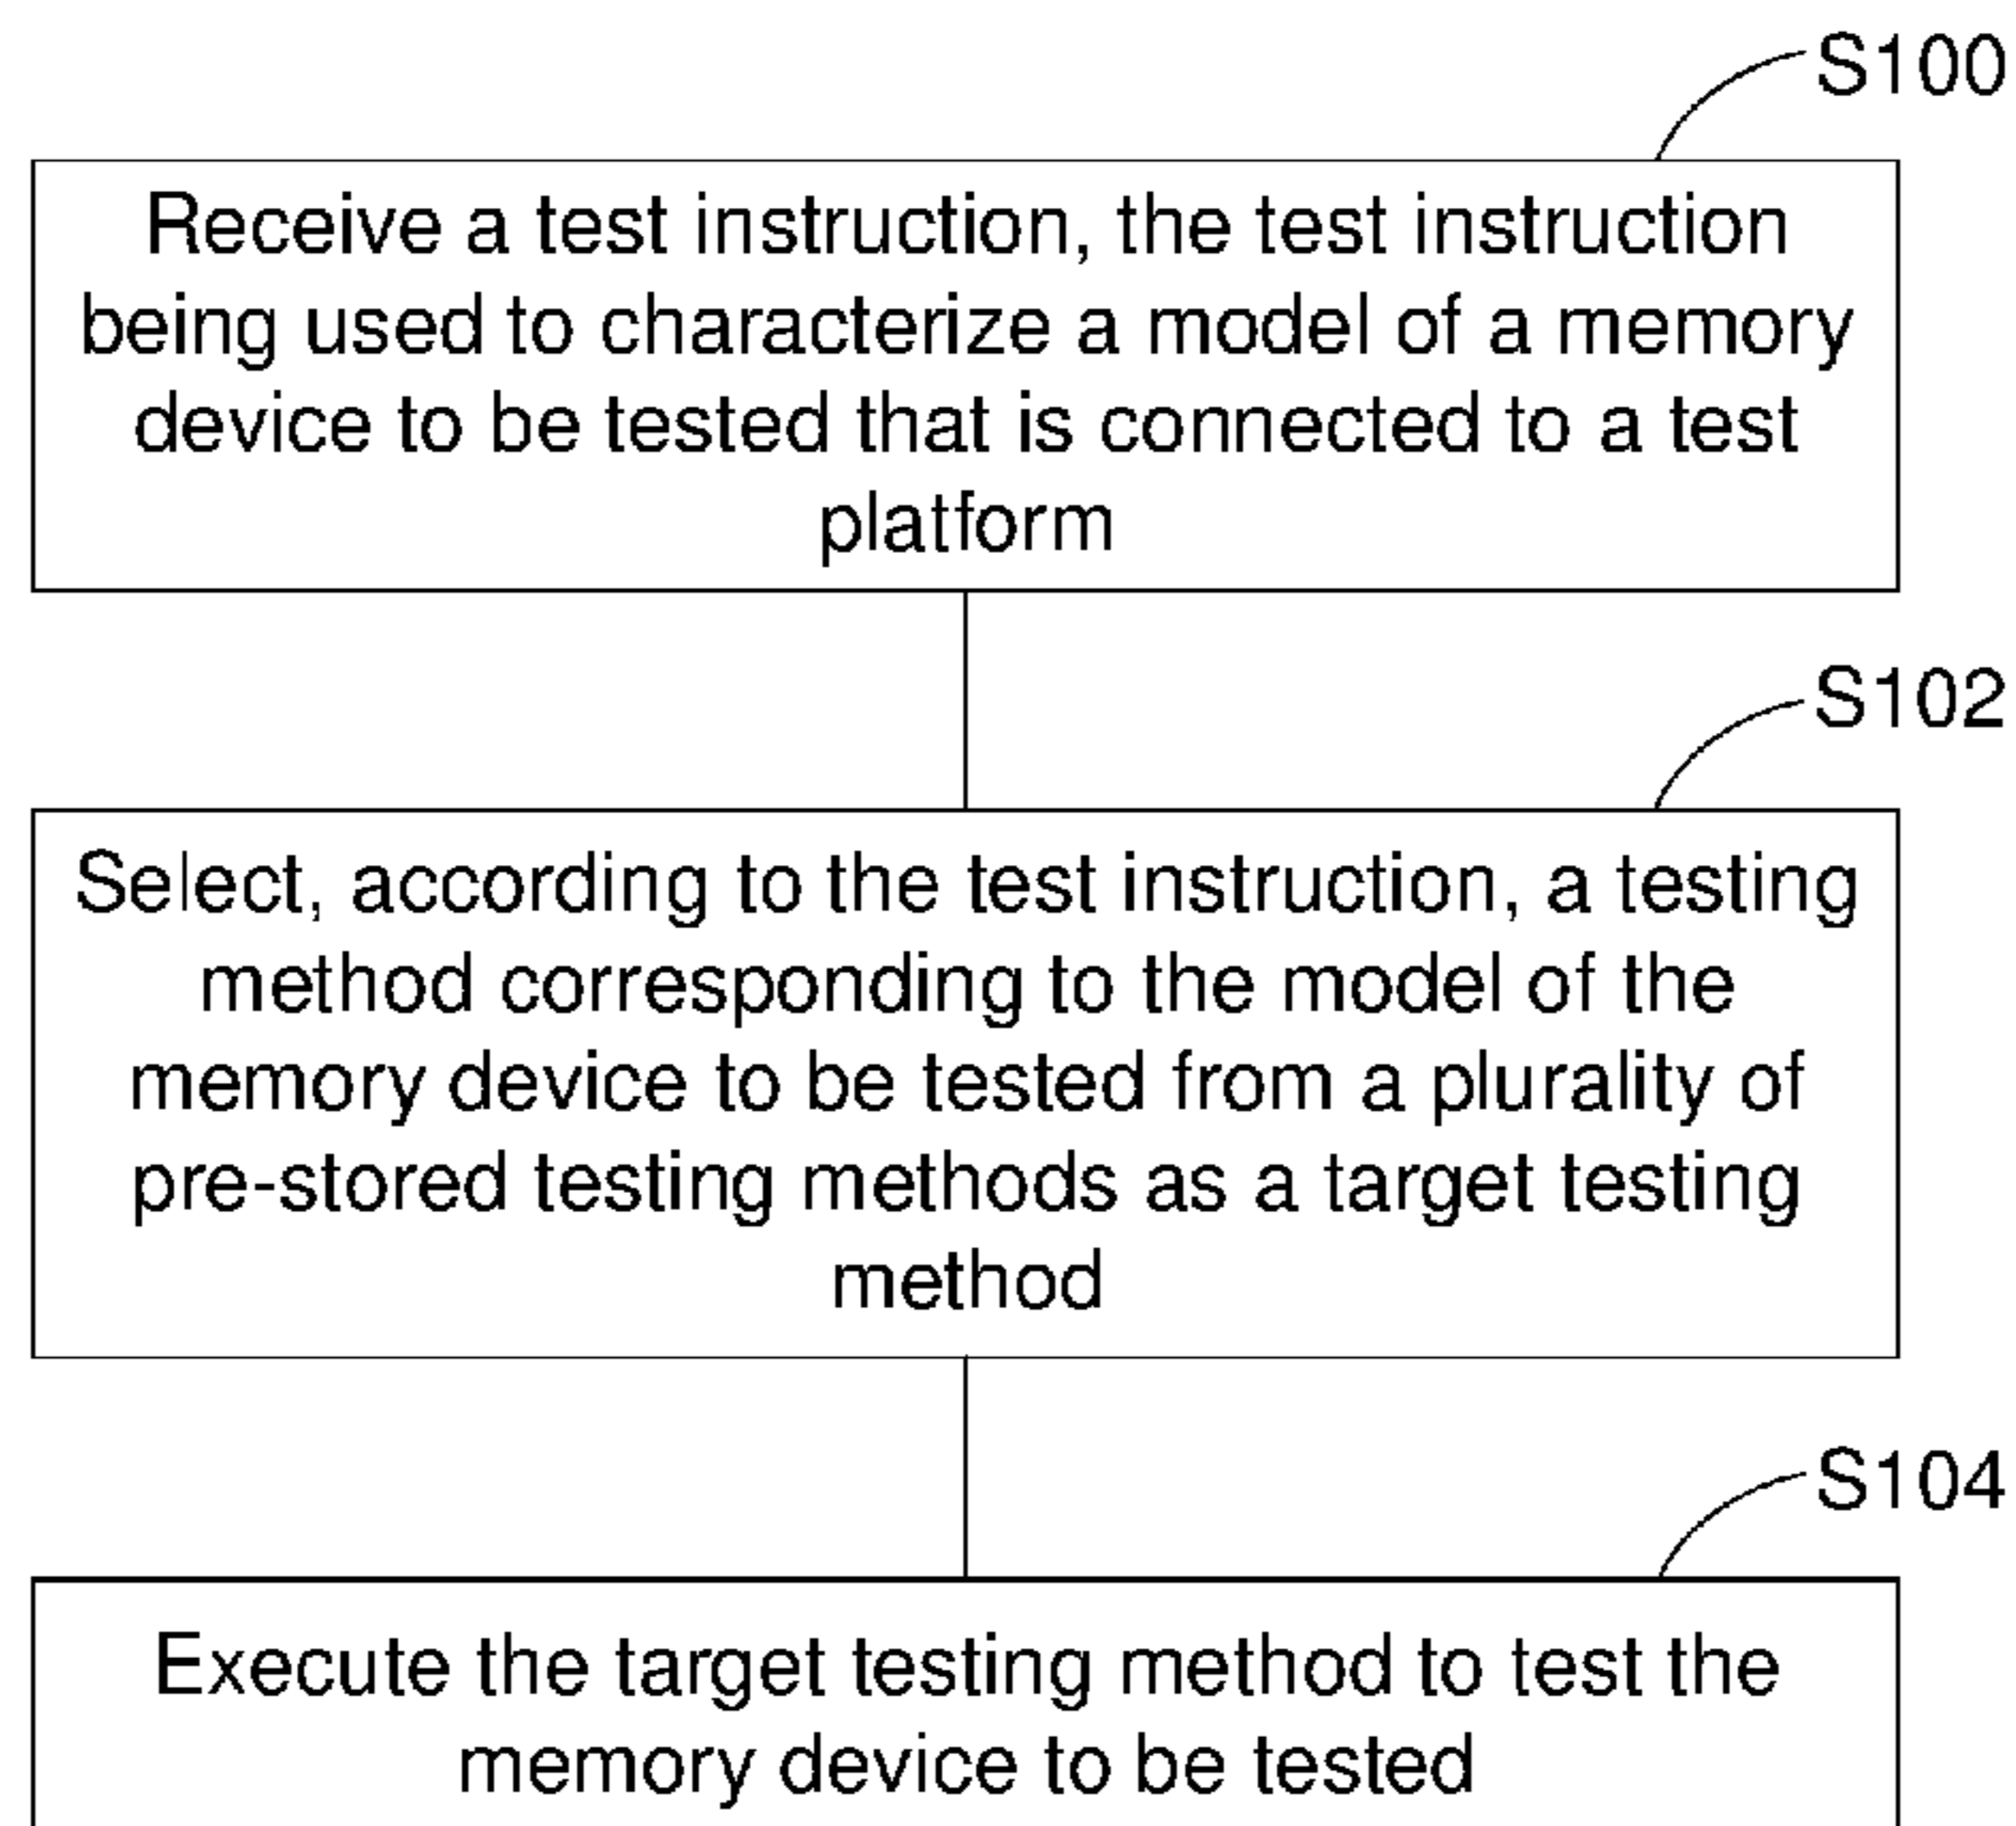 S100
Receive a test instruction, the test instruction
being used to characterize a model of a memory
device to be tested that is connected to a test
platform
S102
Select, according to the test instruction, a testing
method corresponding to the model of the
memory device to be tested from a plurality of
pre-stored testing methods as a target testing
method
S104
Execute the target testing method to test the
memory device to be tested